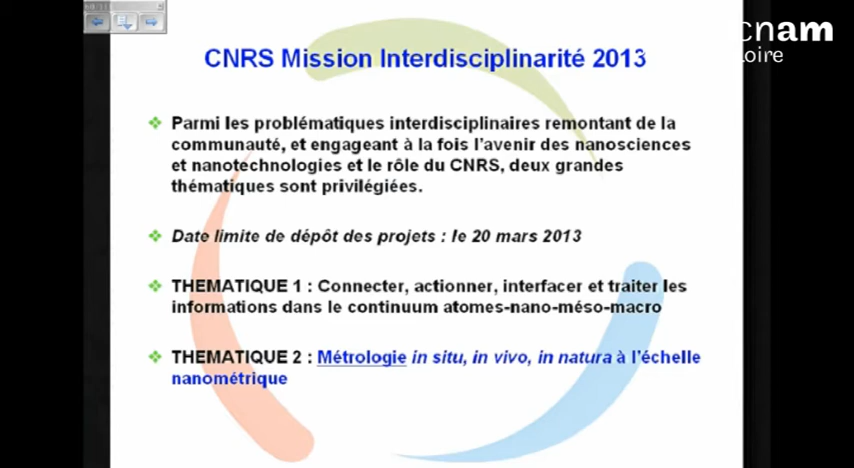 cnam
Loire
CNRS Mission Interdisciplinarité 2013
Parmi les problématiques interdisciplinaires remontant de la
communauté, et engageant à la fois l'avenir des nanosciences
et nanotechnologies et le rôle du CNRS, deux grandes
thématiques sont privilégiées.
Date limite de dépôt des projets : le 20 mars 2013
THEMATIQUE 1 : Connecter, actionner, interfacer et traiter les
informations dans le continuum atomes-nano-méso-macro
THEMATIQUE 2 : Métrologie in situ, in vivo, in natura à l'échelle
nanométrique